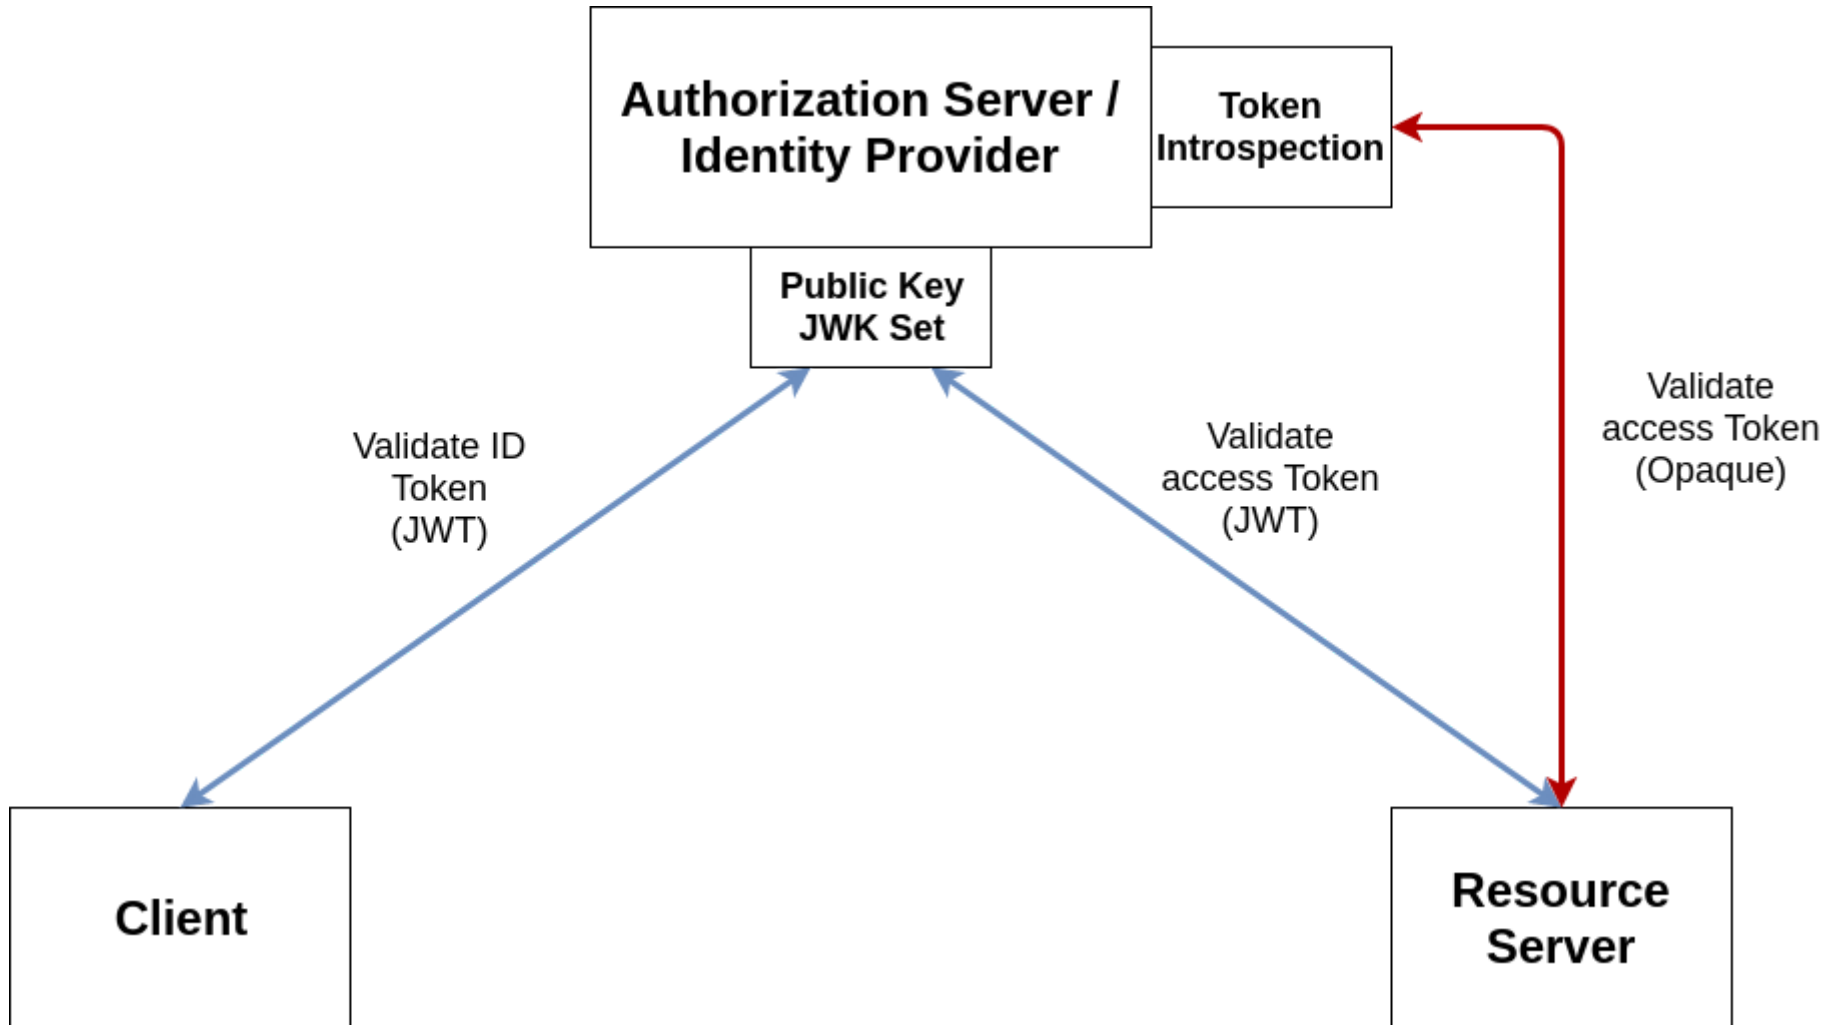 Authorization Server /
Identity Provider
Token
Introspection
Public Key
JWK Set
Validate ID
Token
(JWT)
Validate
access Token
(JWT)
Validate
access Token
(Opaque)
Client
Resource
Server